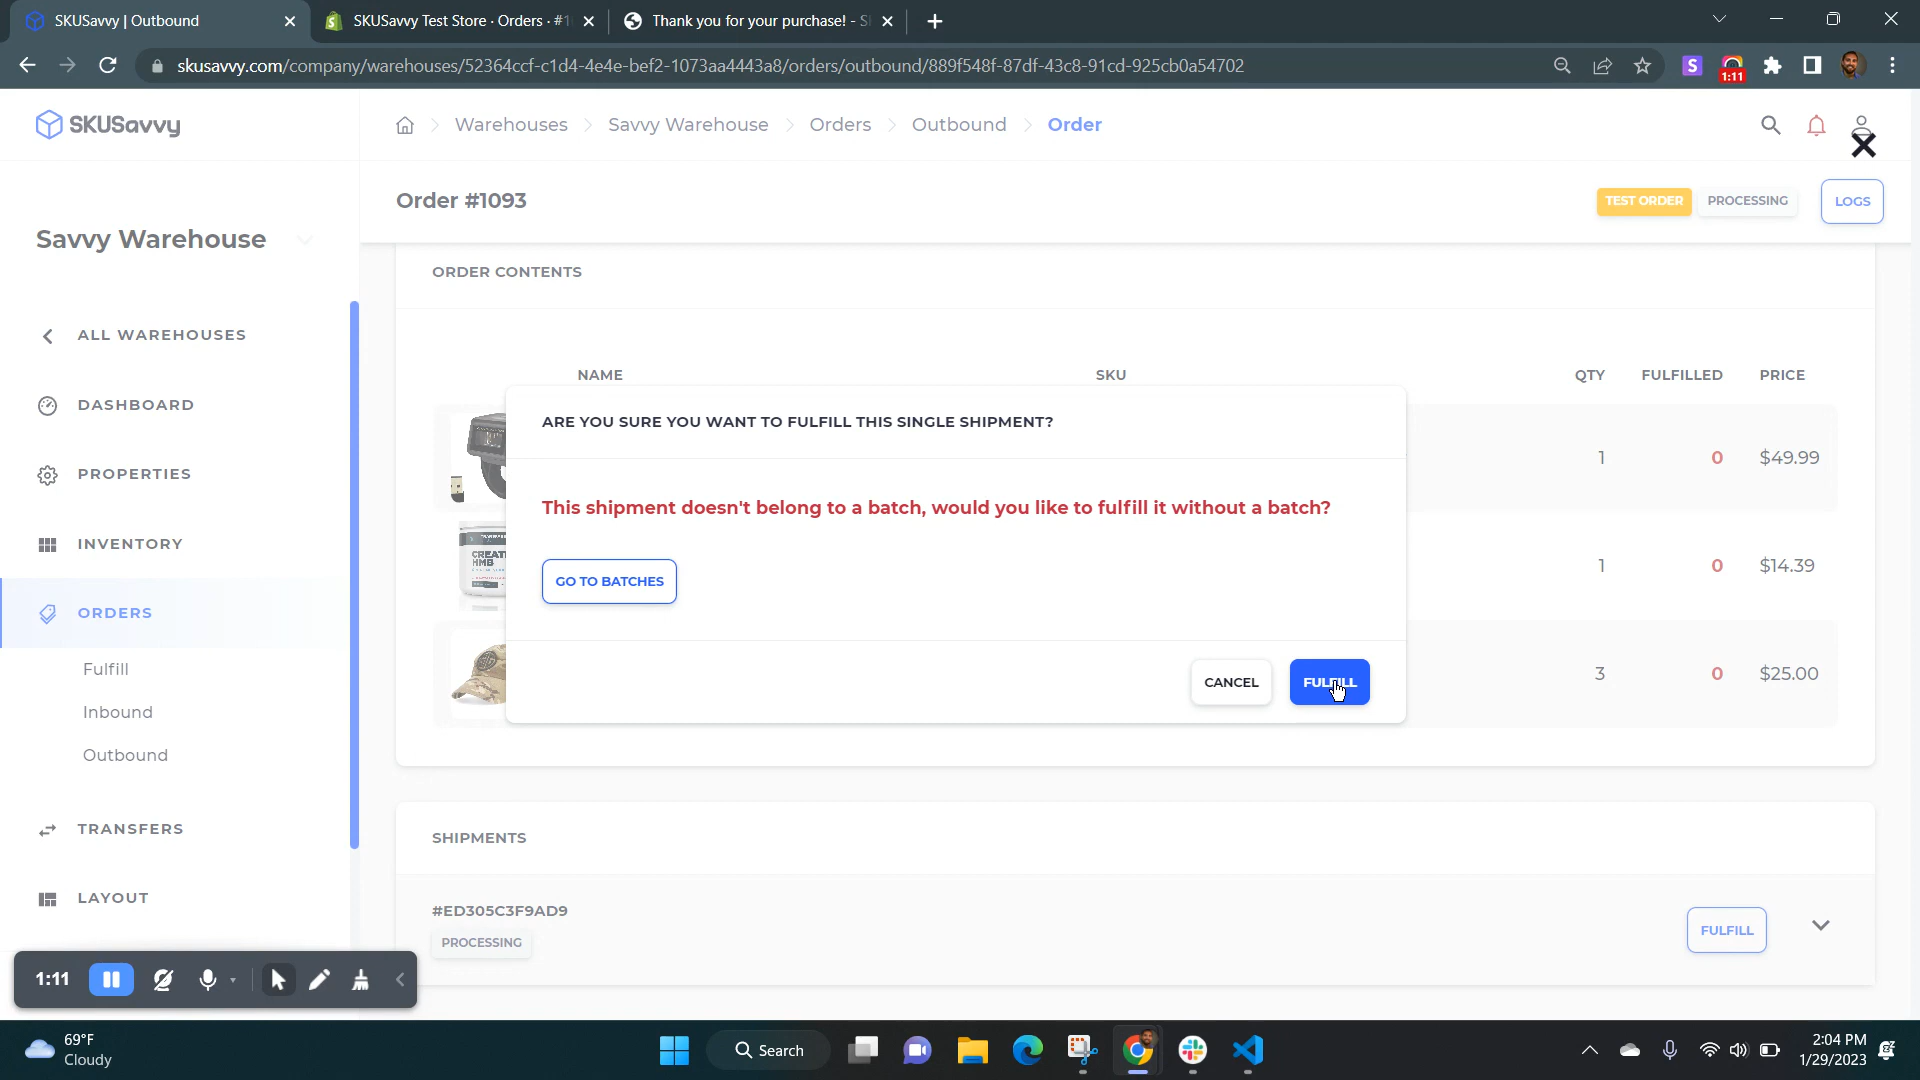 SKUSavvy | Outbound
SKUSavvy Test Store · Orders · #1
Thank you for your purchase! - S
skusavvy.com/company/warehouses/52364ccf-c1d4-4e4e-bef2-1073aa4443a8/orders/outbound/889f548f-87df-43c8-91cd-925cb0a54702
S
1:11
SKUSavvy
Warehouses
Savvy Warehouse
Orders
Outbound
Order
Order #1093
TEST ORDER
PROCESSING
LOGS
Savvy Warehouse
ALL WAREHOUSES
DASHBOARD
PROPERTIES
INVENTORY
ORDERS
Fulfill
Inbound
Outbound
TRANSFERS
LAYOUT
ORDER CONTENTS
NAME
SKU
QTY
FULFILLED
PRICE
1
0
$49.99
CREAT
HMB
1
0
$14.39
3
0
$25.00
ARE YOU SURE YOU WANT TO FULFILL THIS SINGLE SHIPMENT?
This shipment doesn't belong to a batch, would you like to fulfill it without a batch?
GO TO BATCHES
CANCEL
FULFILL
SHIPMENTS
#ED305C3F9AD9
PROCESSING
FULFILL
1:11
69°F
Cloudy
Search
2:04 PM
1/29/2023